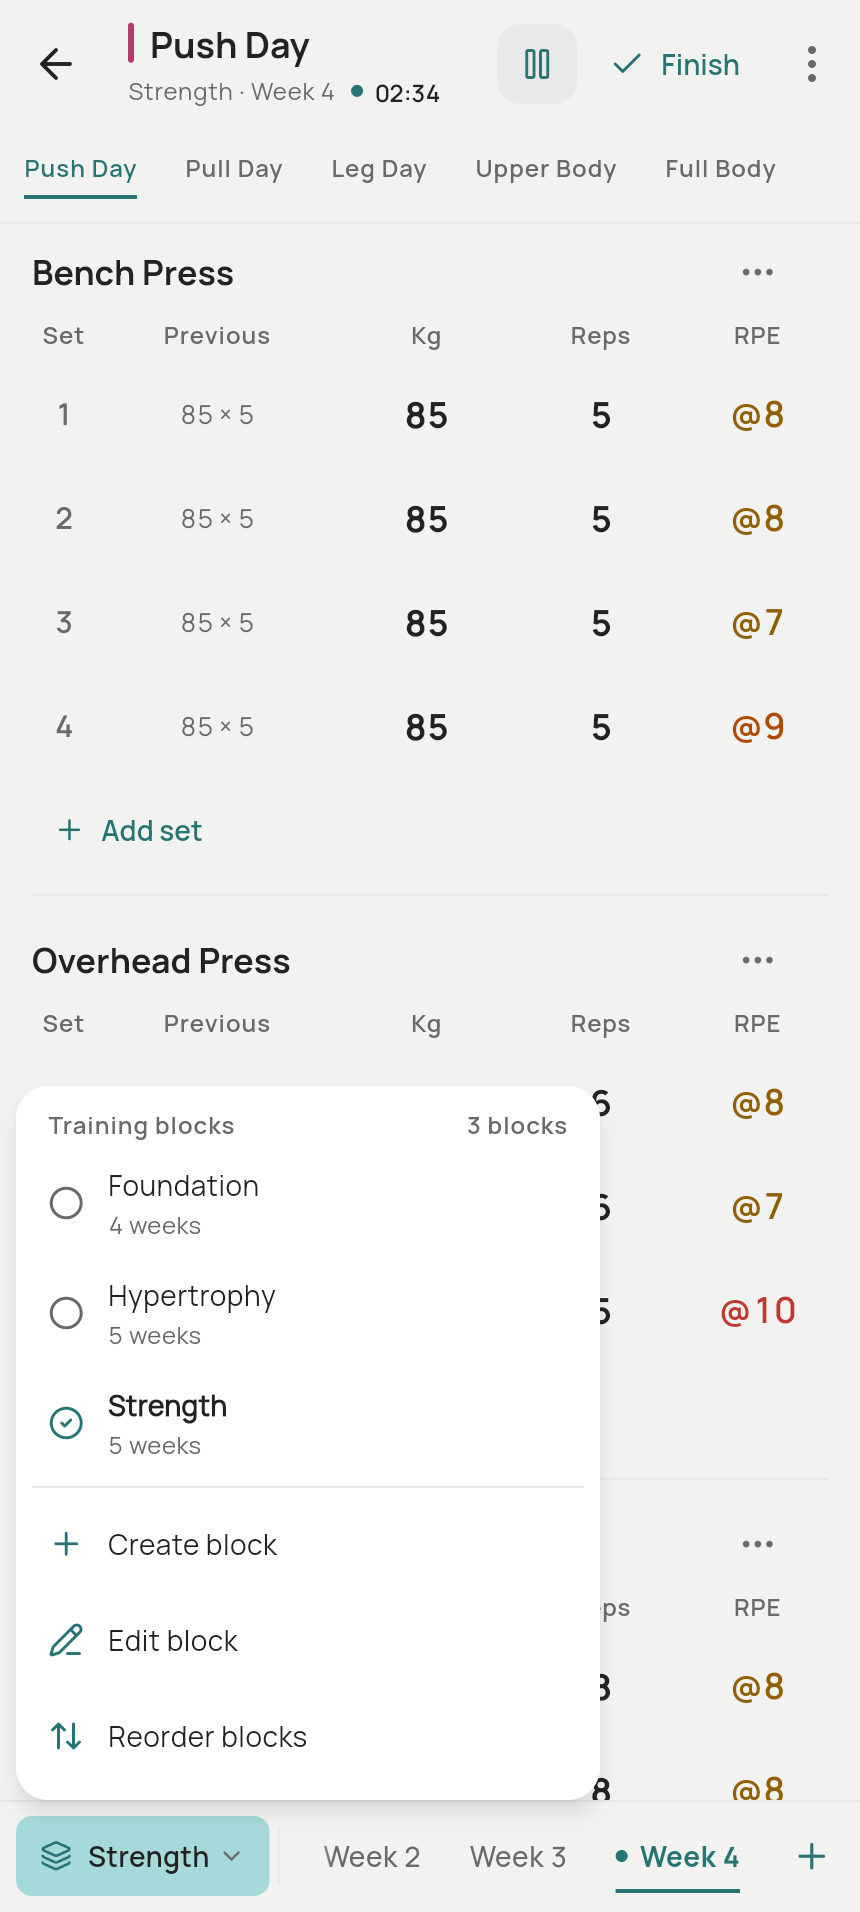 Push Day
Strength · Week 4 02:34
Finish
Push Day Pull Day Leg Day Upper Body Full Body
Bench Press
Set Previous Kg Reps RPE
1 85 × 5 85 5 @8
2 85 × 5 85 5 @8
3 85 × 5 85 5 @7
4 85 × 5 85 5 @9
Add set
Overhead Press
Set Previous Kg Reps RPE
6 @8
@7
@10
Training blocks 3 blocks
Foundation
4 weeks
Hypertrophy
5 weeks
Strength
5 weeks
Create block
Edit block
Reorder blocks
RPE
@8
8 @8
Strength Week 2 Week 3 Week 4